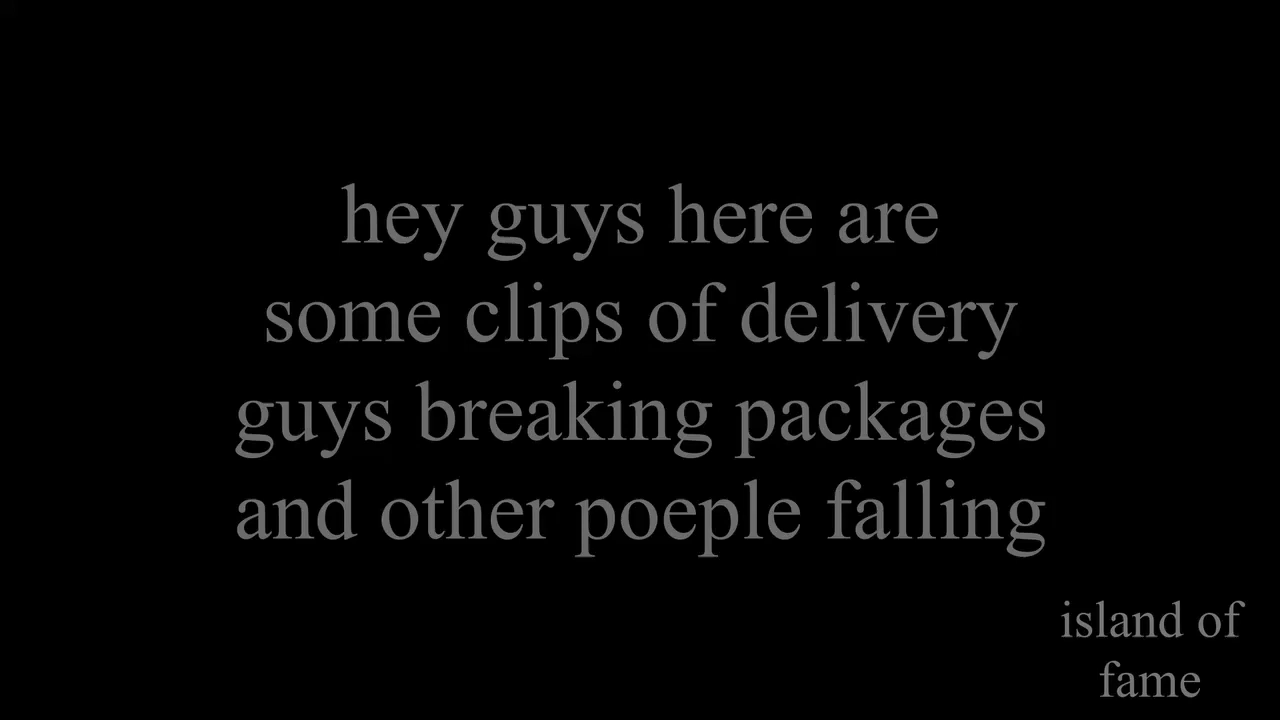 hey guys here are
some clips of delivery
guys breaking packages
and other poeple falling
island of
fame